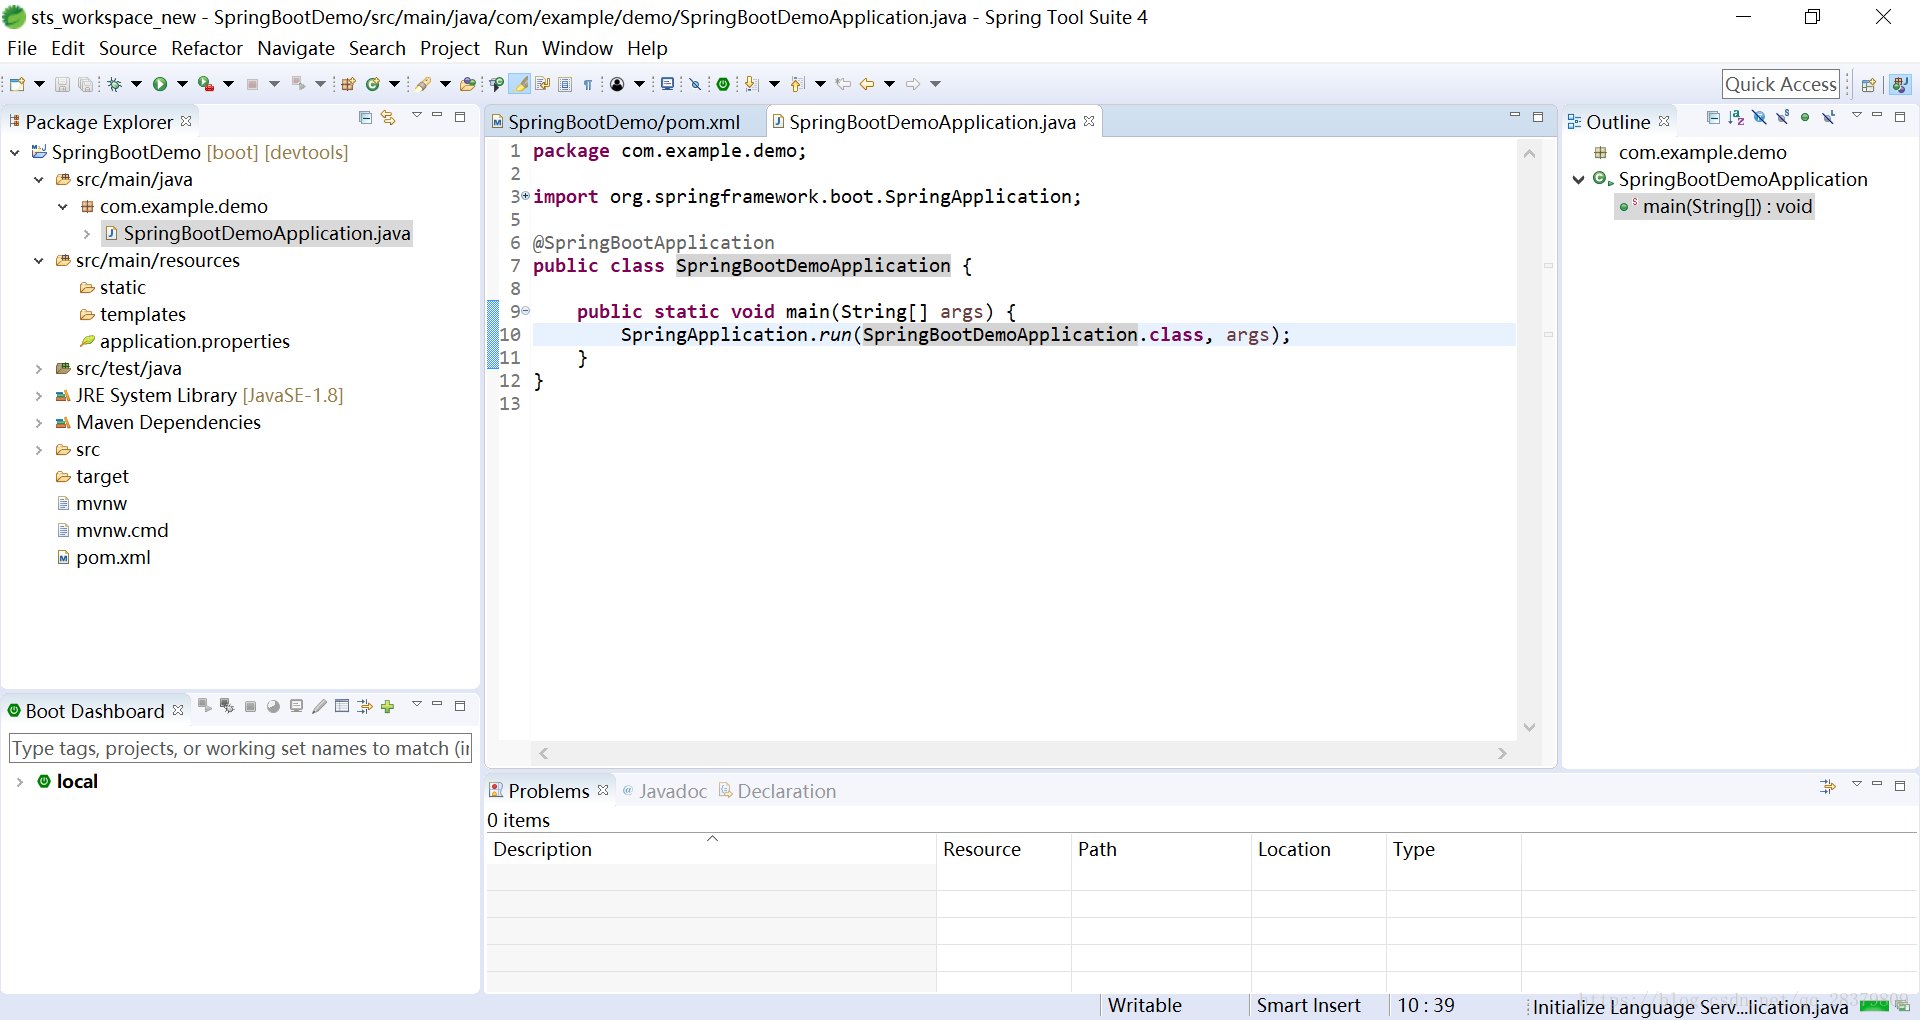 sts_workspace_new - SpringBootDemo/src/main/java/com/example/demo/SpringBootDemoApplication.java - Spring Tool Suite 4
File Edit Source Refactor Navigate Search Project Run Window Help
Quick Access
Package Explorer
SpringBootDemo [boot] [devtools]
src/main/java
com.example.demo
SpringBootDemoApplication.java
src/main/resources
static
templates
application.properties
src/test/java
JRE System Library [JavaSE-1.8]
Maven Dependencies
src
target
mvnw
mvnw.cmd
pom.xml
Boot Dashboard
Type tags, projects, or working set names to match (in
local
SpringBootDemo/pom.xml SpringBootDemoApplication.java
1 package com.example.demo;
2
3 import org.springframework.boot.SpringApplication;
5
6 @SpringBootApplication
7 public class SpringBootDemoApplication {
8
9 public static void main(String[] args) {
10 SpringApplication.run(SpringBootDemoApplication.class, args);
11 }
12 }
13
Outline
com.example.demo
SpringBootDemoApplication
main(String[]) : void
Problems Javadoc Declaration
0 items
Description Resource Path Location Type
Writable Smart Insert 10 : 39 Initialize Language Serv...lication.java